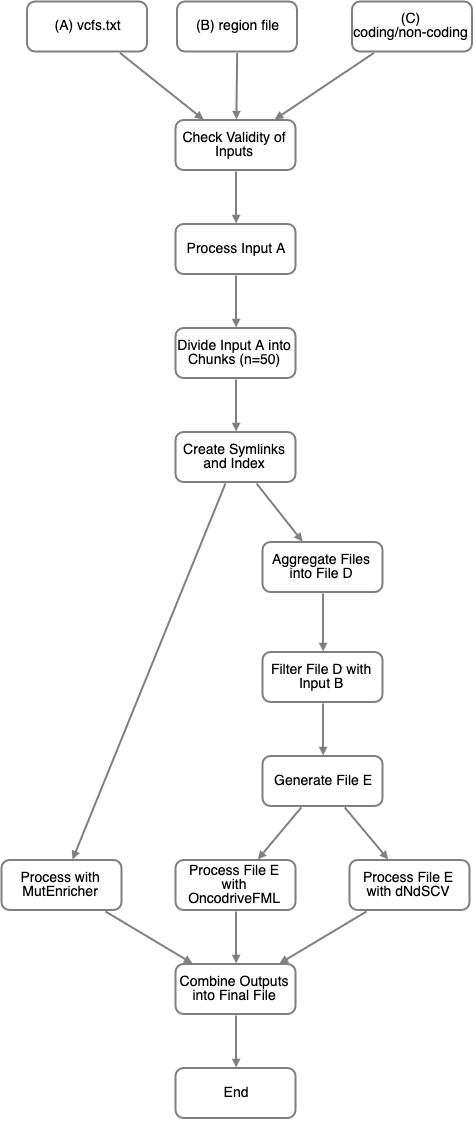 (A) vcfs.txt
(B) region file
(C)
coding/non-coding
Check Validity of
Inputs
Process Input A
Divide Input A into
Chunks (n=50)
Create Symlinks
and Index
Aggregate Files
into File D
Filter File D with
Input B
Generate File E
Process with
MutEnricher
Process File E
with
OncodriveFML
Process File E
with dNdSCV
Combine Outputs
into Final File
End